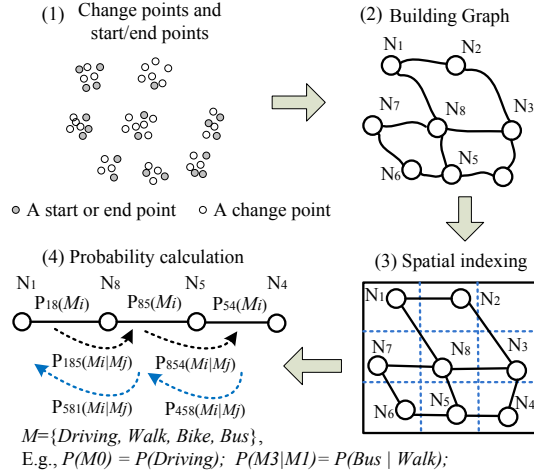 (1) Change points and
start/end points
A start or end point
A change point
(2) Building Graph
N1
N2
N7
N8
N3
N6
N5
(3) Spatial indexing
N1
N2
N7
N8
N3
N6
N5
N4
(4) Probability calculation
N1 N8 N5 N4
P18(Mi) P85(Mi) P54(Mi)
P185(Mi|Mj) P854(Mi|Mj)
P581(Mi|Mj) P458(Mi|Mj)
M={Driving, Walk, Bike, Bus},
E.g., P(M0) = P(Driving); P(M3|M1) = P(Bus | Walk);